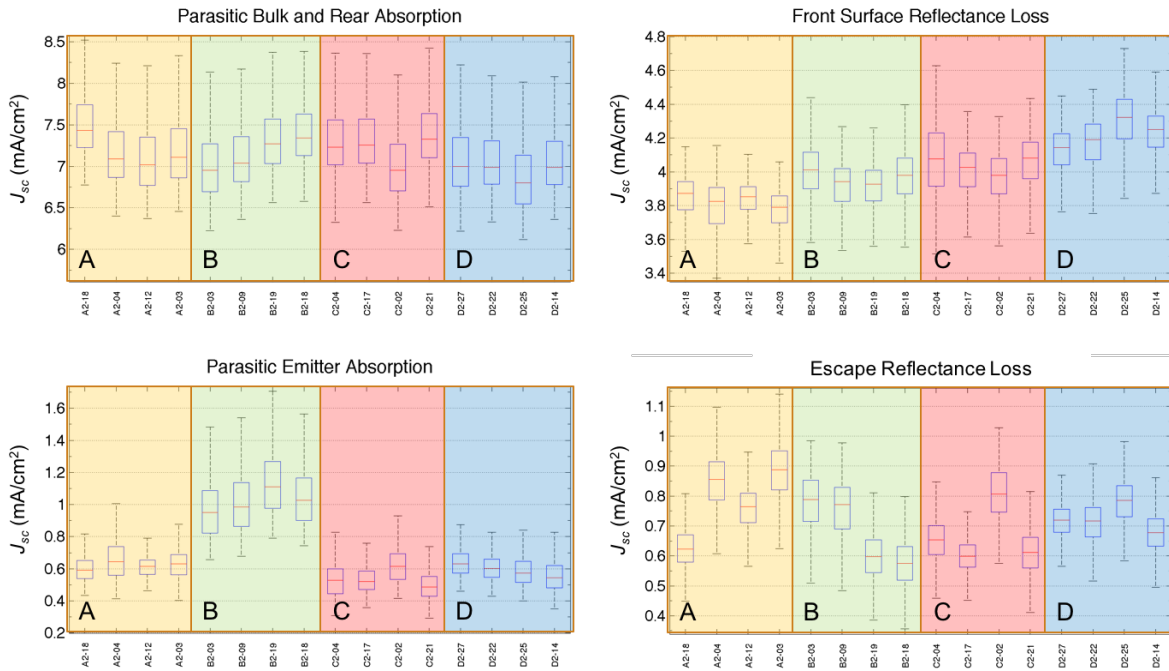 Parasitic Bulk and Rear Absorption
8.5
8
7.5
7
6.5
6
Jsc (mA/cm2)
A B C D
A2-18 A2-04 A2-12 A2-03 B2-03 B2-09 B2-19 B2-18 C2-04 C2-17 C2-02 C2-21 D2-27 D2-22 D2-25 D2-14
Front Surface Reflectance Loss
4.8
4.6
4.4
4.2
4
3.8
3.6
3.4
Jsc (mA/cm2)
A B C D
A2-18 A2-04 A2-12 A2-03 B2-03 B2-09 B2-19 B2-18 C2-04 C2-17 C2-02 C2-21 D2-27 D2-22 D2-25 D2-14
Parasitic Emitter Absorption
1.6
1.4
1.2
1
0.8
0.6
0.4
0.2
Jsc (mA/cm2)
A B C D
A2-18 A2-04 A2-12 A2-03 B2-03 B2-09 B2-19 B2-18 C2-04 C2-17 C2-02 C2-21 D2-27 D2-22 D2-25 D2-14
Escape Reflectance Loss
1.1
1
0.9
0.8
0.7
0.6
0.5
0.4
Jsc (mA/cm2)
A B C D
A2-18 A2-04 A2-12 A2-03 B2-03 B2-09 B2-19 B2-18 C2-04 C2-17 C2-02 C2-21 D2-27 D2-22 D2-25 D2-14